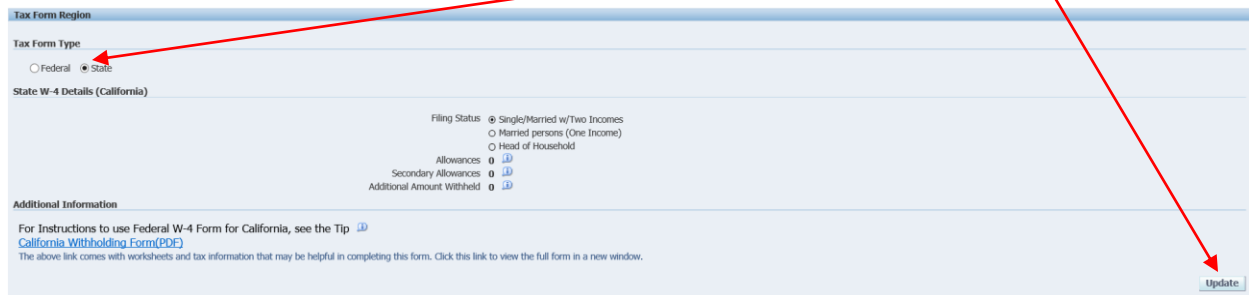 Tax Form Region
Tax Form Type
Federal State
State W-4 Details (California)
Filing Status Single/Married w/Two Incomes
Married persons (One Income)
Head of Household
Allowances 0
Secondary Allowances 0
Additional Amount Withheld 0
Additional Information
For Instructions to use Federal W-4 Form for California, see the Tip
California Withholding Form(PDF)
The above link comes with worksheets and tax information that may be helpful in completing this form. Click this link to view the full form in a new window.
Update